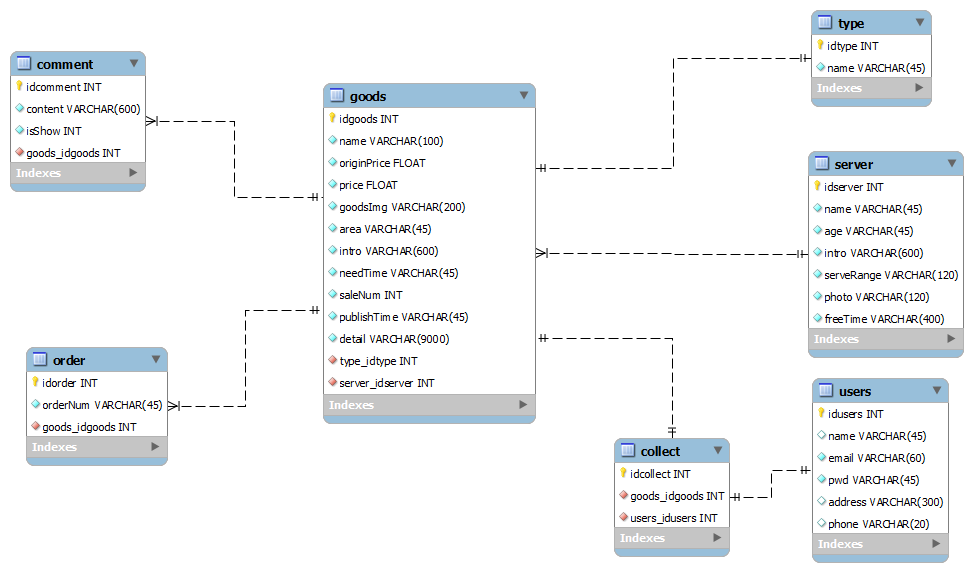 comment
idcomment INT
content VARCHAR(600)
isShow INT
goods_idgoods INT
Indexes
order
idorder INT
orderNum VARCHAR(45)
goods_idgoods INT
Indexes
goods
idgoods INT
name VARCHAR(100)
originPrice FLOAT
price FLOAT
goodsImg VARCHAR(200)
area VARCHAR(45)
intro VARCHAR(600)
needTime VARCHAR(45)
saleNum INT
publishTime VARCHAR(45)
detail VARCHAR(9000)
type_idtype INT
server_idserver INT
Indexes
type
idtype INT
name VARCHAR(45)
Indexes
server
idserver INT
name VARCHAR(45)
age VARCHAR(45)
intro VARCHAR(600)
serveRange VARCHAR(120)
photo VARCHAR(120)
freeTime VARCHAR(400)
Indexes
collect
idcollect INT
goods_idgoods INT
users_idusers INT
Indexes
users
idusers INT
name VARCHAR(45)
email VARCHAR(60)
pwd VARCHAR(45)
address VARCHAR(300)
phone VARCHAR(20)
Indexes